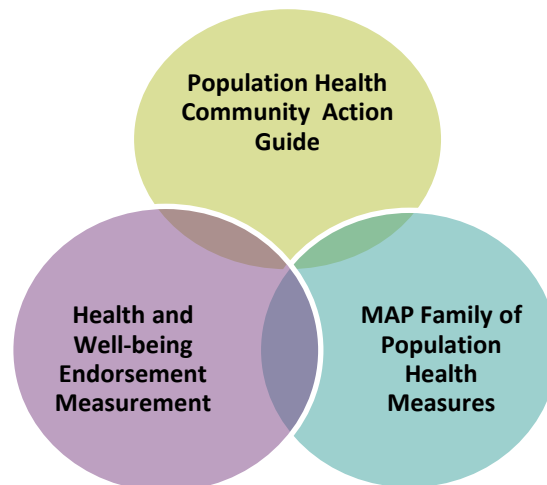 Population Health
Community Action
Guide
Health and
Well-being
Endorsement
Measurement
MAP Family of
Population
Health
Measures